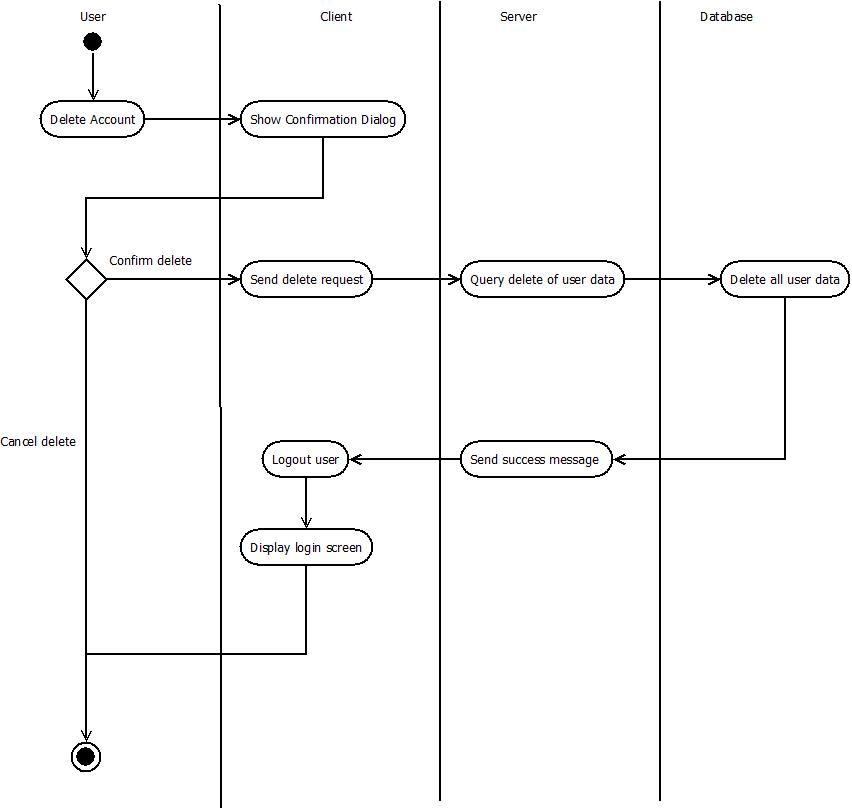 User
Client
Server
Database
Delete Account
Show Confirmation Dialog
Confirm delete
Send delete request
Query delete of user data
Delete all user data
Cancel delete
Logout user
Send success message
Display login screen